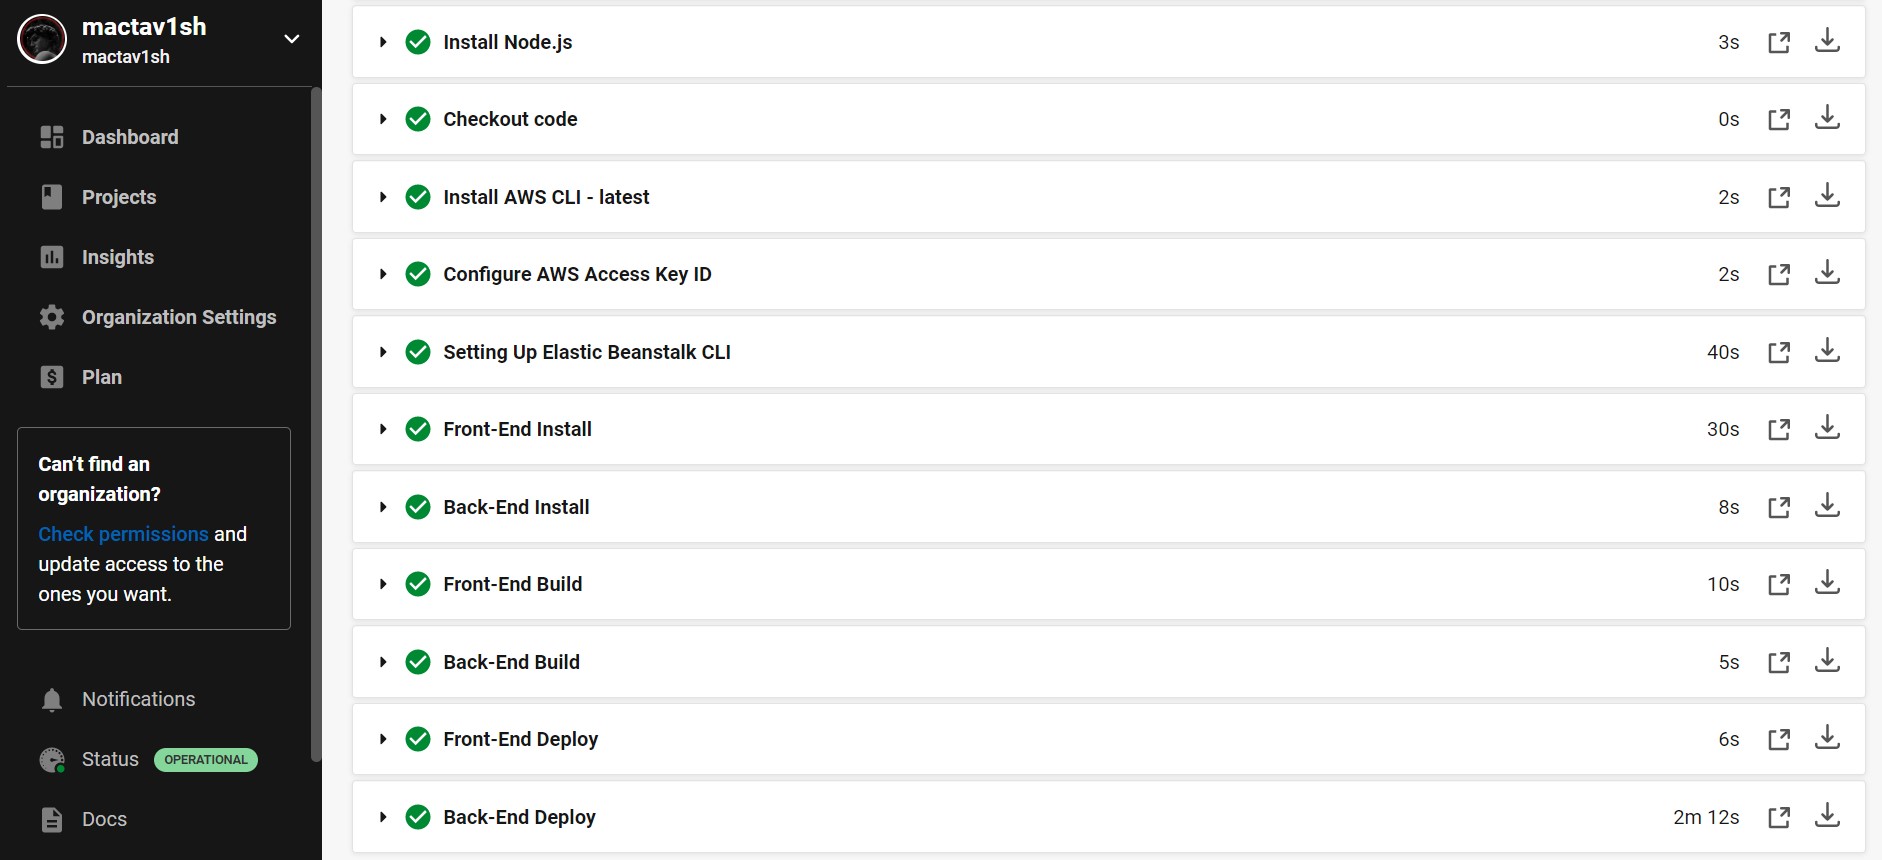 mactav1sh
mactav1sh
Dashboard
Projects
Insights
Organization Settings
Plan
Can’t find an
organization?
Check permissions and
update access to the
ones you want.
Notifications
Status OPERATIONAL
Docs
Install Node.js 3s
Checkout code 0s
Install AWS CLI - latest 2s
Configure AWS Access Key ID 2s
Setting Up Elastic Beanstalk CLI 40s
Front-End Install 30s
Back-End Install 8s
Front-End Build 10s
Back-End Build 5s
Front-End Deploy 6s
Back-End Deploy 2m 12s